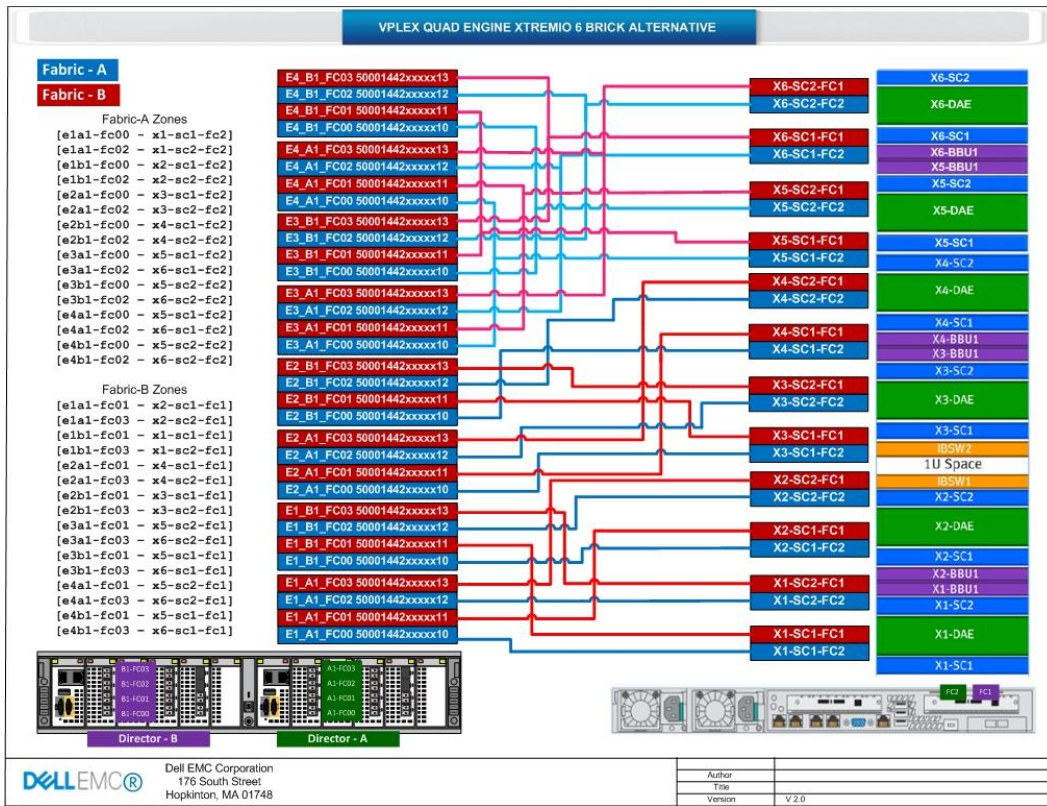 VPLEX QUAD ENGINE XTREMIO 6 BRICK ALTERNATIVE
Fabric - A
Fabric - B
Fabric-A Zones
[e1a1-fc00 - x1-sc1-fc2]
[e1a1-fc02 - x1-sc2-fc2]
[e1b1-fc00 - x2-sc1-fc2]
[e1b1-fc02 - x2-sc2-fc2]
[e2a1-fc00 - x3-sc1-fc2]
[e2a1-fc02 - x3-sc2-fc2]
[e2b1-fc00 - x4-sc1-fc2]
[e2b1-fc02 - x4-sc2-fc2]
[e3a1-fc00 - x5-sc1-fc2]
[e3a1-fc02 - x6-sc1-fc2]
[e3b1-fc00 - x5-sc2-fc2]
[e3b1-fc02 - x6-sc2-fc2]
[e4a1-fc00 - x5-sc1-fc2]
[e4a1-fc02 - x6-sc1-fc2]
[e4b1-fc00 - x5-sc2-fc2]
[e4b1-fc02 - x6-sc2-fc2]
Fabric-B Zones
[e1a1-fc01 - x2-sc1-fc1]
[e1a1-fc03 - x2-sc2-fc1]
[e1b1-fc01 - x1-sc1-fc1]
[e1b1-fc03 - x1-sc2-fc1]
[e2a1-fc01 - x4-sc1-fc1]
[e2a1-fc03 - x4-sc2-fc1]
[e2b1-fc01 - x3-sc1-fc1]
[e2b1-fc03 - x3-sc2-fc1]
[e3a1-fc01 - x5-sc2-fc1]
[e3a1-fc03 - x6-sc2-fc1]
[e3b1-fc01 - x5-sc1-fc1]
[e3b1-fc03 - x6-sc1-fc1]
[e4a1-fc01 - x5-sc2-fc1]
[e4a1-fc03 - x6-sc2-fc1]
[e4b1-fc01 - x5-sc1-fc1]
[e4b1-fc03 - x6-sc1-fc1]
E4_B1_FC03 50001442xxxxx13
E4_B1_FC02 50001442xxxxx12
E4_B1_FC01 50001442xxxxx11
E4_B1_FC00 50001442xxxxx10
E4_A1_FC03 50001442xxxxx13
E4_A1_FC02 50001442xxxxx12
E4_A1_FC01 50001442xxxxx11
E4_A1_FC00 50001442xxxxx10
E3_B1_FC03 50001442xxxxx13
E3_B1_FC02 50001442xxxxx12
E3_B1_FC01 50001442xxxxx11
E3_B1_FC00 50001442xxxxx10
E3_A1_FC03 50001442xxxxx13
E3_A1_FC02 50001442xxxxx12
E3_A1_FC01 50001442xxxxx11
E3_A1_FC00 50001442xxxxx10
E2_B1_FC03 50001442xxxxx13
E2_B1_FC02 50001442xxxxx12
E2_B1_FC01 50001442xxxxx11
E2_B1_FC00 50001442xxxxx10
E2_A1_FC03 50001442xxxxx13
E2_A1_FC02 50001442xxxxx12
E2_A1_FC01 50001442xxxxx11
E2_A1_FC00 50001442xxxxx10
E1_B1_FC03 50001442xxxxx13
E1_B1_FC02 50001442xxxxx12
E1_B1_FC01 50001442xxxxx11
E1_B1_FC00 50001442xxxxx10
E1_A1_FC03 50001442xxxxx13
E1_A1_FC02 50001442xxxxx12
E1_A1_FC01 50001442xxxxx11
E1_A1_FC00 50001442xxxxx10
X6-SC2-FC1
X6-SC2-FC2
X6-SC1-FC1
X6-SC1-FC2
X5-SC2-FC1
X5-SC2-FC2
X5-SC1-FC1
X5-SC1-FC2
X4-SC2-FC1
X4-SC2-FC2
X4-SC1-FC1
X4-SC1-FC2
X3-SC2-FC1
X3-SC2-FC2
X3-SC1-FC1
X3-SC1-FC2
X2-SC2-FC1
X2-SC2-FC2
X2-SC1-FC1
X2-SC1-FC2
X1-SC2-FC1
X1-SC2-FC2
X1-SC1-FC1
X1-SC1-FC2
X6-SC2
X6-DAE
X6-SC1
X6-BBU1
X5-BBU1
X5-SC2
X5-DAE
X5-SC1
X4-SC2
X4-DAE
X4-SC1
X4-BBU1
X3-BBU1
X3-SC2
X3-DAE
X3-SC1
IBSW2
1U Space
IBSW1
X2-SC2
X2-DAE
X2-SC1
X2-BBU1
X1-BBU1
X1-SC2
X1-DAE
X1-SC1
B1-FC03
B1-FC02
B1-FC01
B1-FC00
A1-FC03
A1-FC02
A1-FC01
A1-FC00
Director - B
Director - A
FC2
FC1
DELLEMC®
Dell EMC Corporation
176 South Street
Hopkinton, MA 01748
Author
Title
Version V 2.0